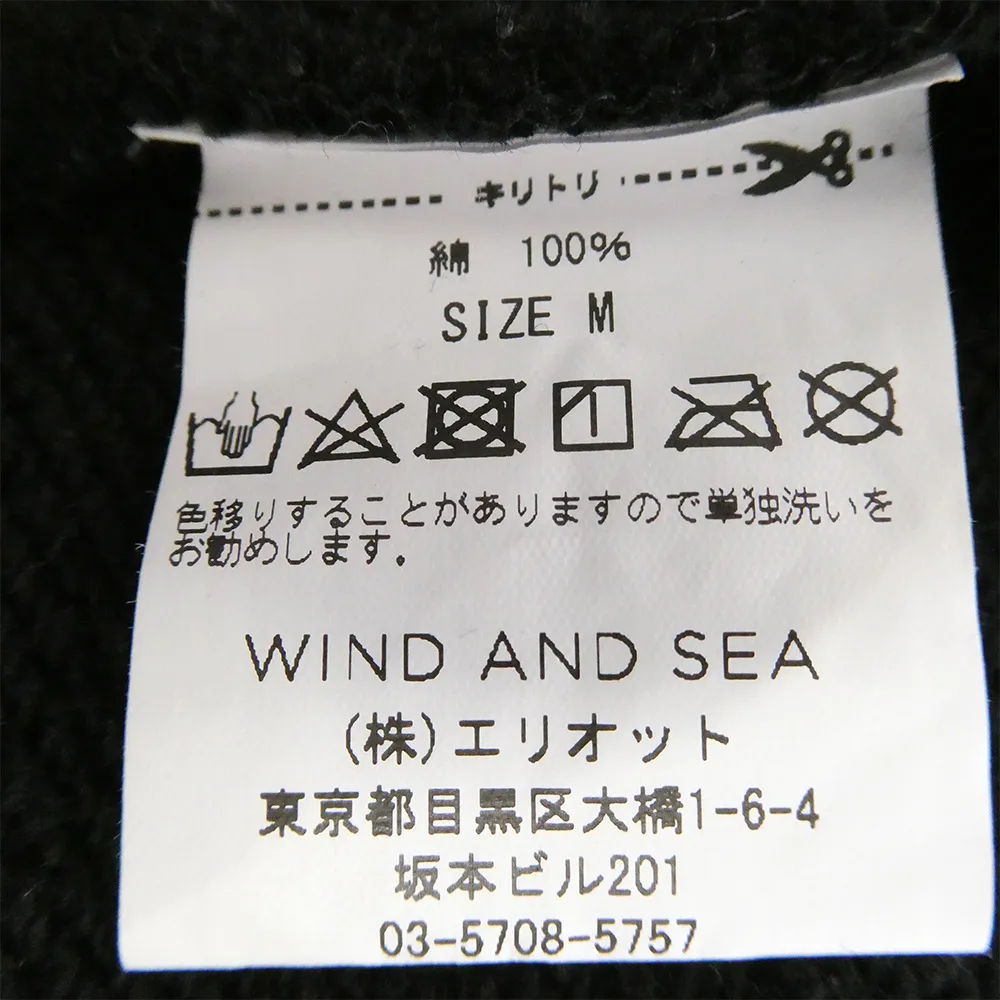 キリトリ
綿 100%
SIZE M
色移りすることがありますので単独洗いを
お勧めします。
WIND AND SEA
(株)エリオット
東京都目黒区大橋1-6-4
坂本ビル201
03-5708-5757